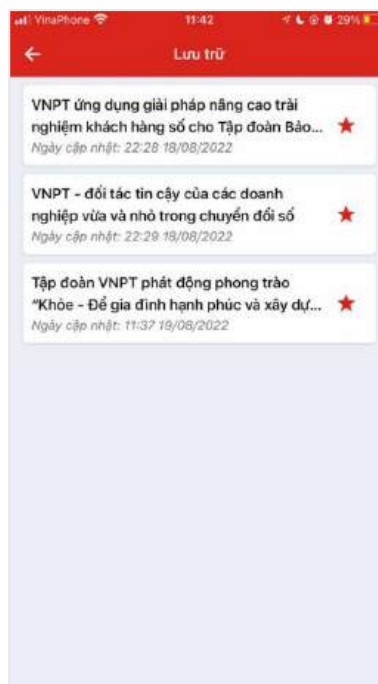 VinaPhone 11:42 29%
Lưu trữ
VNPT ứng dụng giải pháp nâng cao trải
nghiệm khách hàng số cho Tập đoàn Bảo...
Ngày cập nhật: 22:28 18/08/2022
VNPT - đối tác tin cậy của các doanh
nghiệp vừa và nhỏ trong chuyển đổi số
Ngày cập nhật: 22:29 18/08/2022
Tập đoàn VNPT phát động phong trào
“Khỏe - Để gia đình hạnh phúc và xây dự...
Ngày cập nhật: 11:37 19/08/2022